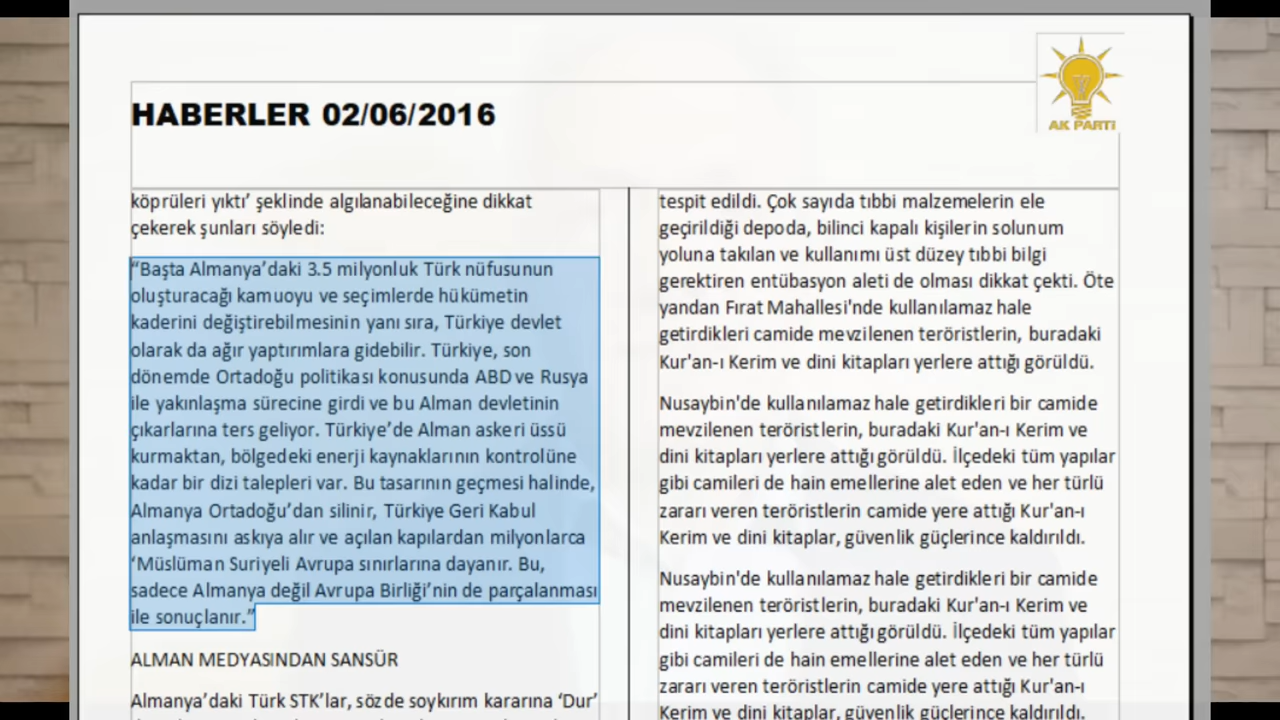 HABERLER 02/06/2016
AK PARTİ
köprüleri yıktı’ şeklinde algılanabileceğine dikkat
çekerek şunları söyledi:
“Başta Almanya’daki 3.5 milyonluk Türk nüfusunun
oluşturacağı kamuoyu ve seçimlerde hükümetin
kaderini değiştirebilmesinin yanı sıra, Türkiye devlet
olarak da ağır yaptırımlara gidebilir. Türkiye, son
dönemde Ortadoğu politikası konusunda ABD ve Rusya
ile yakınlaşma sürecine girdi ve bu Alman devletinin
çıkarlarına ters geliyor. Türkiye’de Alman askeri üssü
kurmaktan, bölgedeki enerji kaynaklarının kontrolüne
kadar bir dizi talepleri var. Bu tasarının geçmesi halinde,
Almanya Ortadoğu’dan silinir, Türkiye Geri Kabul
anlaşmasını askıya alır ve açılan kapılardan milyonlarca
‘Müslüman Suriyeli Avrupa sınırlarına dayanır. Bu,
sadece Almanya değil Avrupa Birliği’nin de parçalanması
ile sonuçlanır.”
ALMAN MEDYASINDAN SANSÜR
Almanya’daki Türk STK’lar, sözde soykırım kararına ‘Dur’
tespit edildi. Çok sayıda tıbbi malzemelerin ele
geçirildiği depoda, bilinci kapalı kişilerin solunum
yoluna takılan ve kullanımı üst düzey tıbbi bilgi
gerektiren entübasyon aleti de olması dikkat çekti. Öte
yandan Fırat Mahallesi'nde kullanılamaz hale
getirdikleri camide mevzilenen teröristlerin, buradaki
Kur'an-ı Kerim ve dini kitapları yerlere attığı görüldü.
Nusaybin'de kullanılamaz hale getirdikleri bir camide
mevzilenen teröristlerin, buradaki Kur'an-ı Kerim ve
dini kitapları yerlere attığı görüldü. İlçedeki tüm yapılar
gibi camileri de hain emellerine alet eden ve her türlü
zararı veren teröristlerin camide yere attığı Kur'an-ı
Kerim ve dini kitaplar, güvenlik güçlerince kaldırıldı.
Nusaybin'de kullanılamaz hale getirdikleri bir camide
mevzilenen teröristlerin, buradaki Kur'an-ı Kerim ve
dini kitapları yerlere attığı görüldü. İlçedeki tüm yapılar
gibi camileri de hain emellerine alet eden ve her türlü
zararı veren teröristlerin camide yere attığı Kur'an-ı
Kerim ve dini kitaplar, güvenlik güçlerince kaldırıldı.